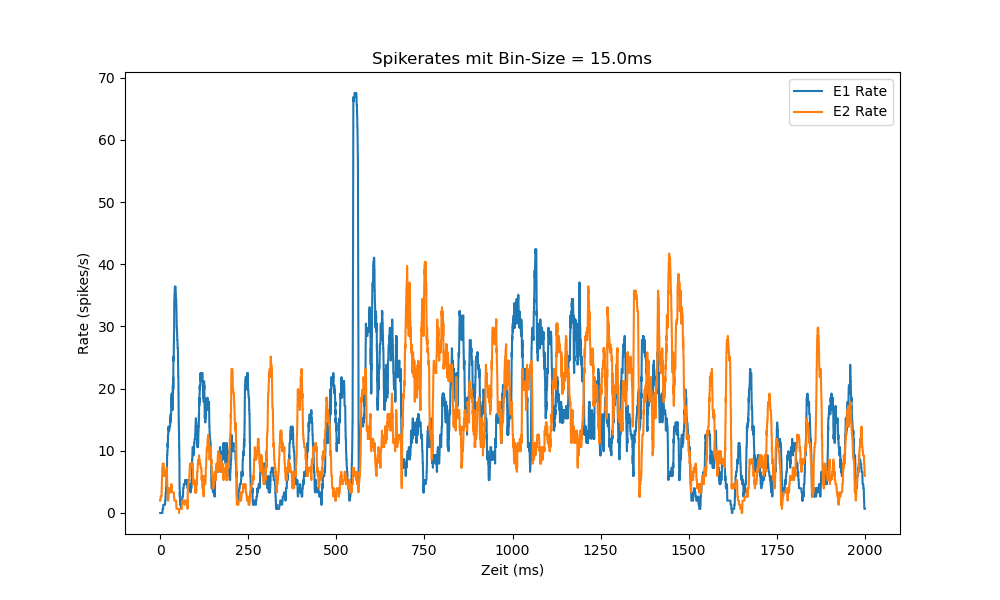 Spikerates mit Bin-Size = 15.0ms
E1 Rate
E2 Rate
Rate (spikes/s)
70
60
50
40
30
20
10
0
0 250 500 750 1000 1250 1500 1750 2000
Zeit (ms)